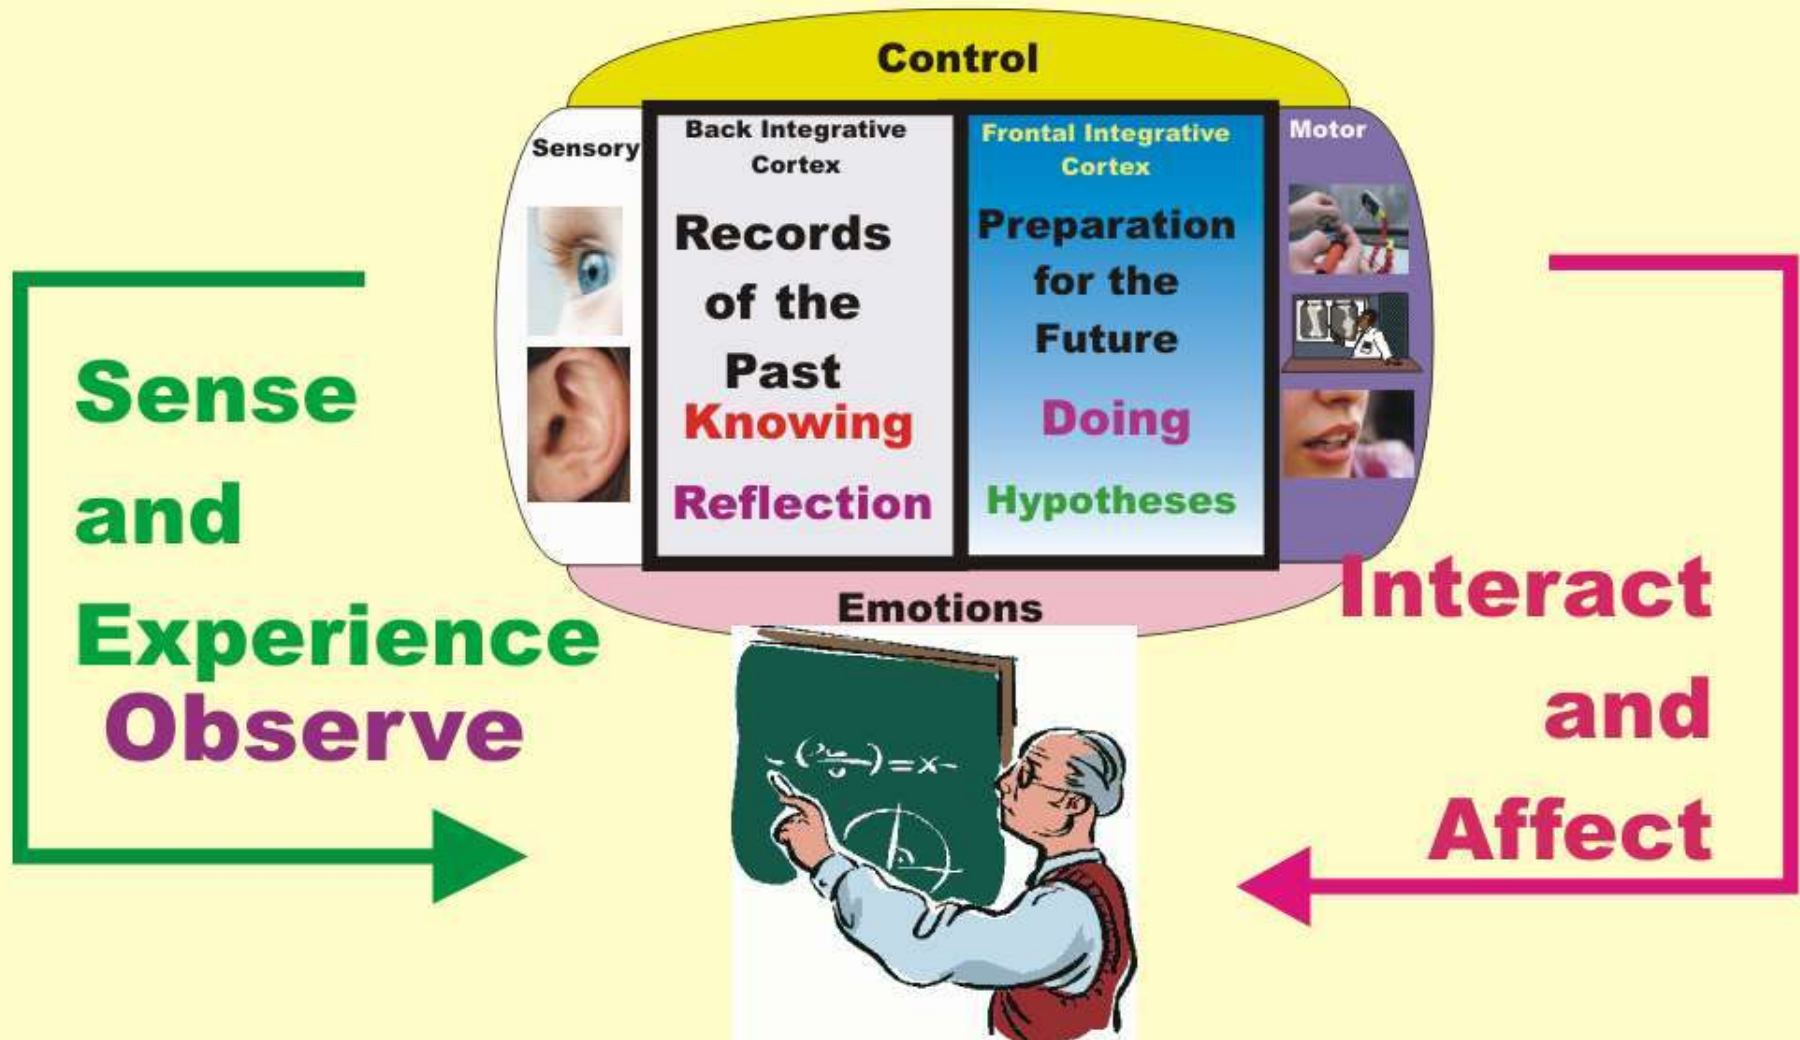 Control
Sensory
Back Integrative
Cortex
Records
of the
Past
Knowing
Reflection
Frontal Integrative
Cortex
Preparation
for the
Future
Doing
Hypotheses
Motor
Emotions
Sense
and
Experience
Observe
Interact
and
Affect